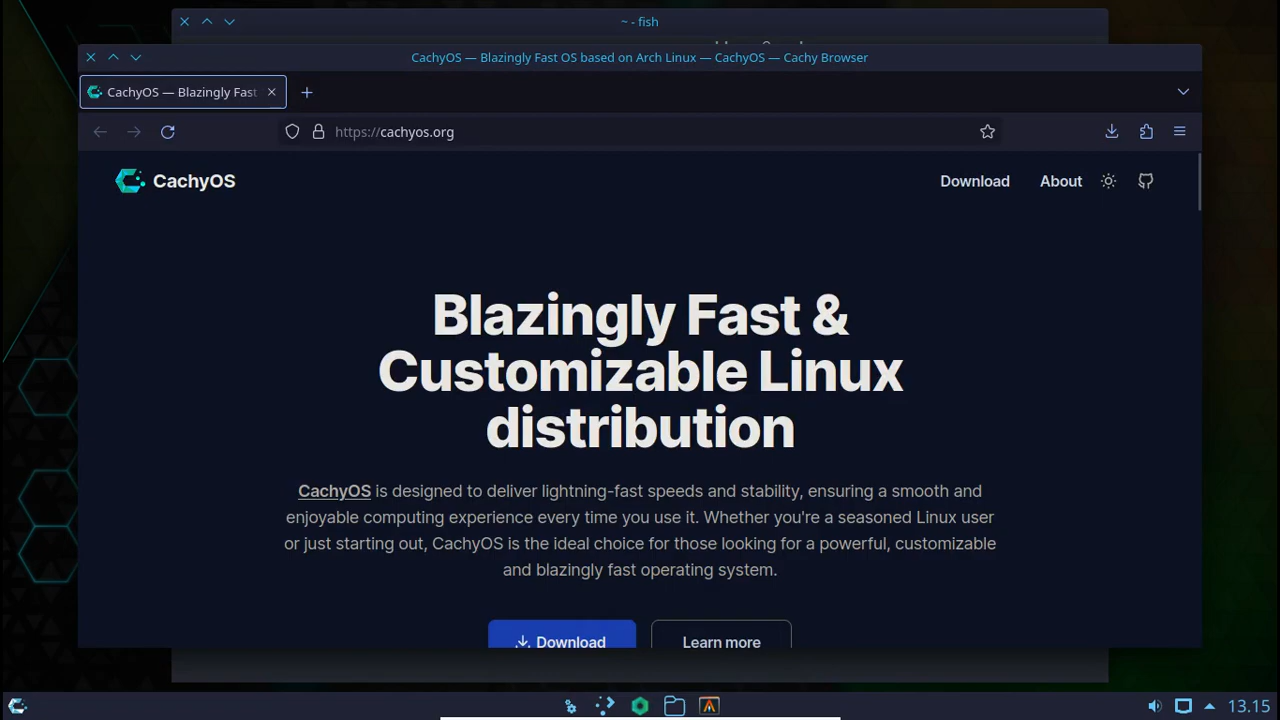 ~ - fish
CachyOS — Blazingly Fast OS based on Arch Linux — CachyOS — Cachy Browser
CachyOS — Blazingly Fast
https://cachyos.org
CachyOS
Download
About
Blazingly Fast &
Customizable Linux
distribution
CachyOS is designed to deliver lightning-fast speeds and stability, ensuring a smooth and
enjoyable computing experience every time you use it. Whether you're a seasoned Linux user
or just starting out, CachyOS is the ideal choice for those looking for a powerful, customizable
and blazingly fast operating system.
Download
Learn more
13.15